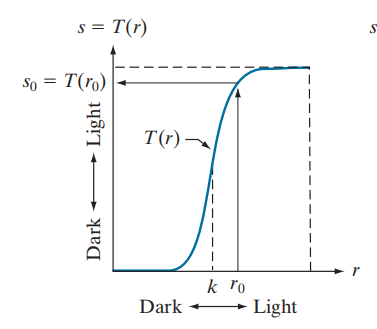 s = T(r)
s
s₀ = T(r₀)
T(r)
Dark ↔ Light
r
k r₀
Dark ↔ Light